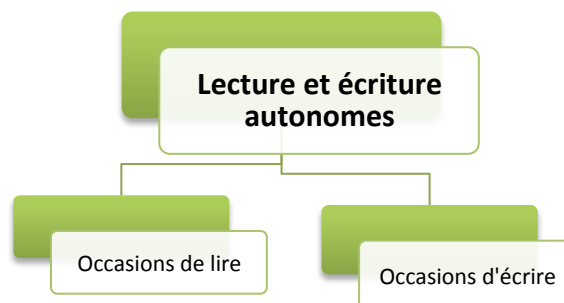 Lecture et écriture
autonomes
Occasions de lire
Occasions d'écrire